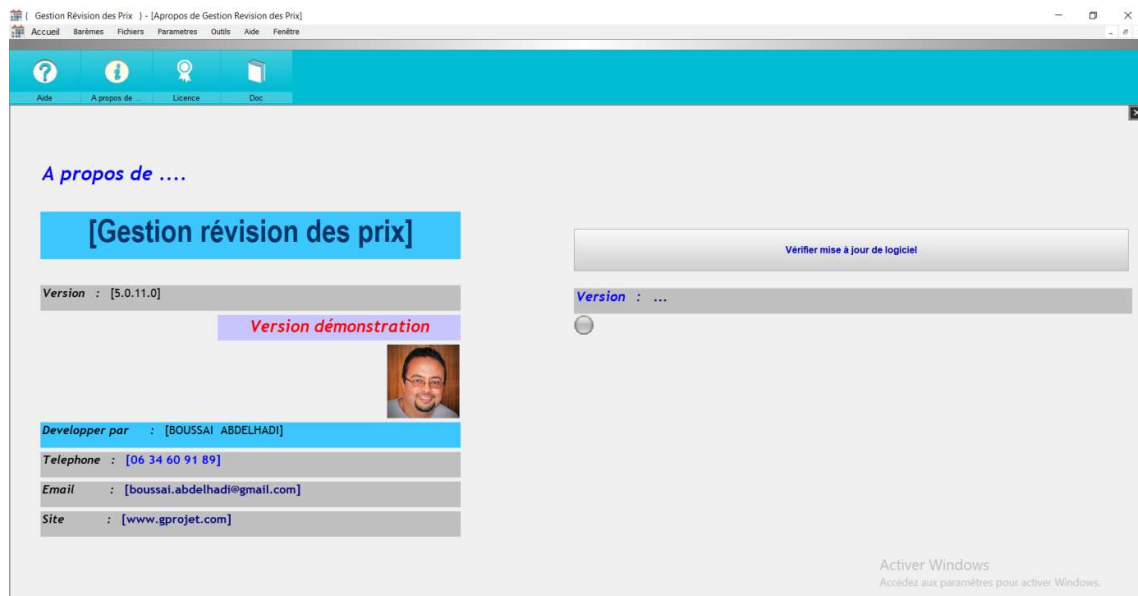 ( Gestion Révision des Prix ) - [Apropos de Gestion Revision des Prix]
Accueil Barèmes Fichiers Parametres Outils Aide Fenêtre
Aide A propos de ... Licence Doc
A propos de ....
[Gestion révision des prix]
Vérifier mise à jour de logiciel
Version : [5.0.11.0]
Version : ...
Version démonstration
Developper par : [BOUSSAI ABDELHADI]
Telephone : [06 34 60 91 89]
Email : [boussai.abdelhadi@gmail.com]
Site : [www.gprojet.com]
Activer Windows
Accédez aux paramètres pour activer Windows.